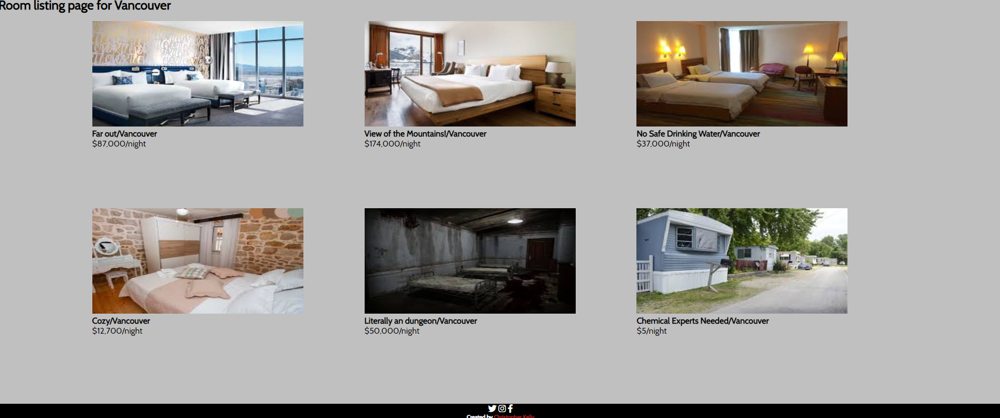 Room listing page for Vancouver
Far out/Vancouver
$87,000/night
View of the Mountains!/Vancouver
$174,000/night
No Safe Drinking Water/Vancouver
$37,000/night
Cozy/Vancouver
$12,700/night
Literally an dungeon/Vancouver
$50,000/night
Chemical Experts Needed/Vancouver
$5/night
Created by Christopher Kelly